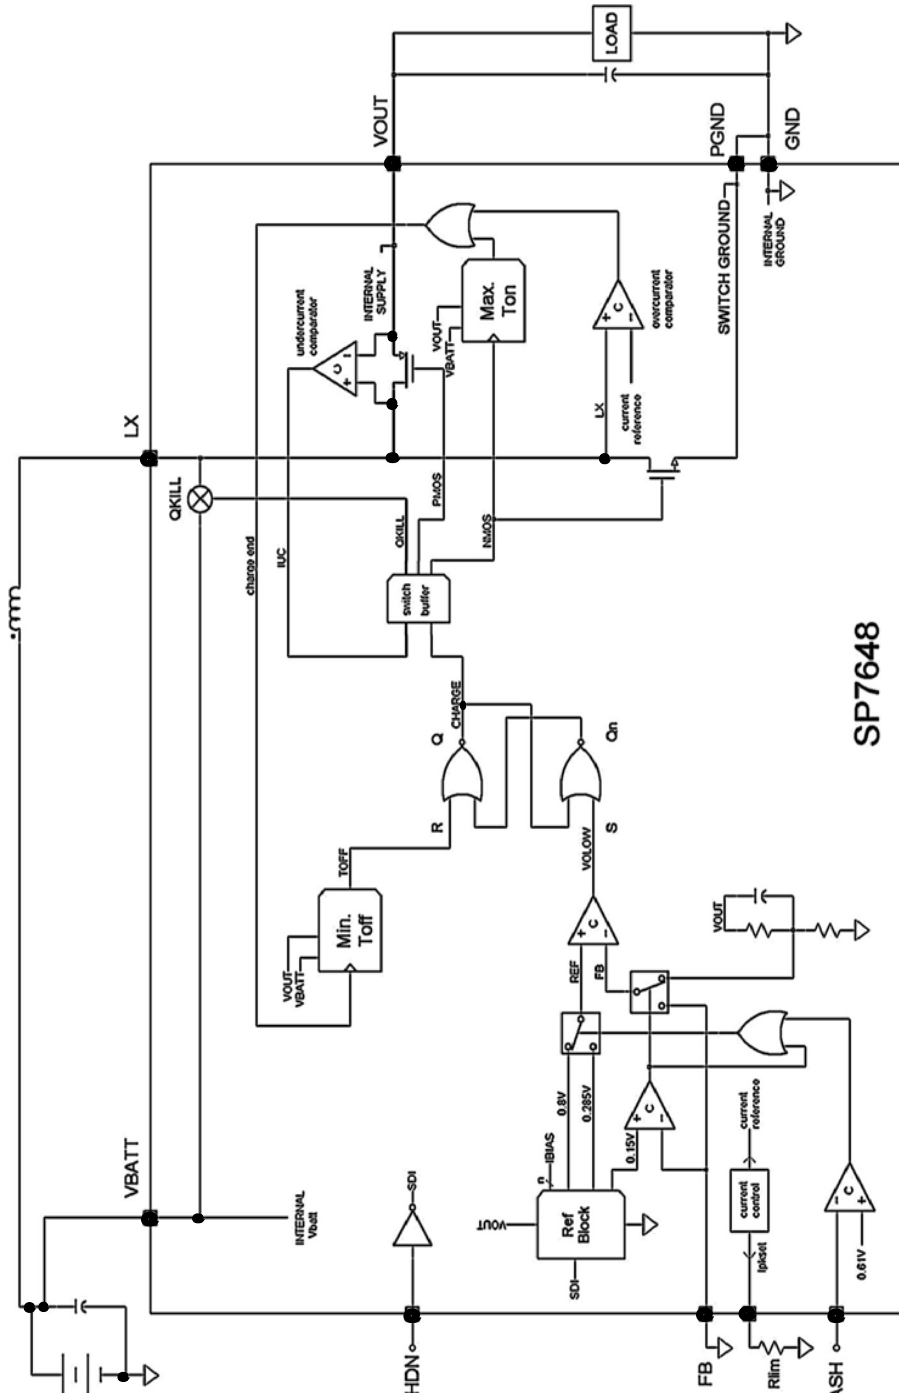 LOAD
VOUT
PGND
GND
SWITCH GROUND
INTERNAL
GROUND
INTERNAL
SUPPLY
undercurrent
comparator
C
+
−
VOUT
VBATT
Max.
Ton
overcurrent
comparator
C
+
−
LX
current
reference
LX
QKILL
charge end
IUC
QKILL
PMOS
NMOS
switch
buffer
CHARGE
Q
Qn
R
S
TOFF
VOLOW
Min.
Toff
VOUT
VBATT
C
+
−
REF
FB
VOUT
SP7648
0.8V
0.285V
0.15V
C
+
−
n
IBIAS
Ref
Block
VOUT
SDI
current
reference
current
control
Ipkset
−
C
+
0.61V
VBATT
INTERNAL
Vbatt
SDI
HDN
FB
Rlim
ASH